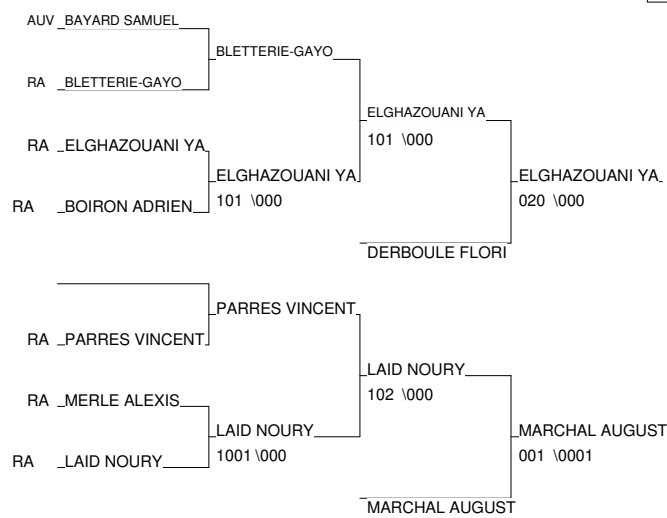 AUV BAYARD SAMUEL
BLETTERIE-GAYO
RA BLETTERIE-GAYO
ELGHAZOUANI YA
101 \000
RA ELGHAZOUANI YA
ELGHAZOUANI YA
101 \000
ELGHAZOUANI YA
020 \000
RA BOIRON ADRIEN
DERBOULE FLORI
PARRES VINCENT
RA PARRES VINCENT
LAID NOURY
102 \000
RA MERLE ALEXIS
LAID NOURY
1001 \000
MARCHAL AUGUST
001 \0001
RA LAID NOURY
MARCHAL AUGUST